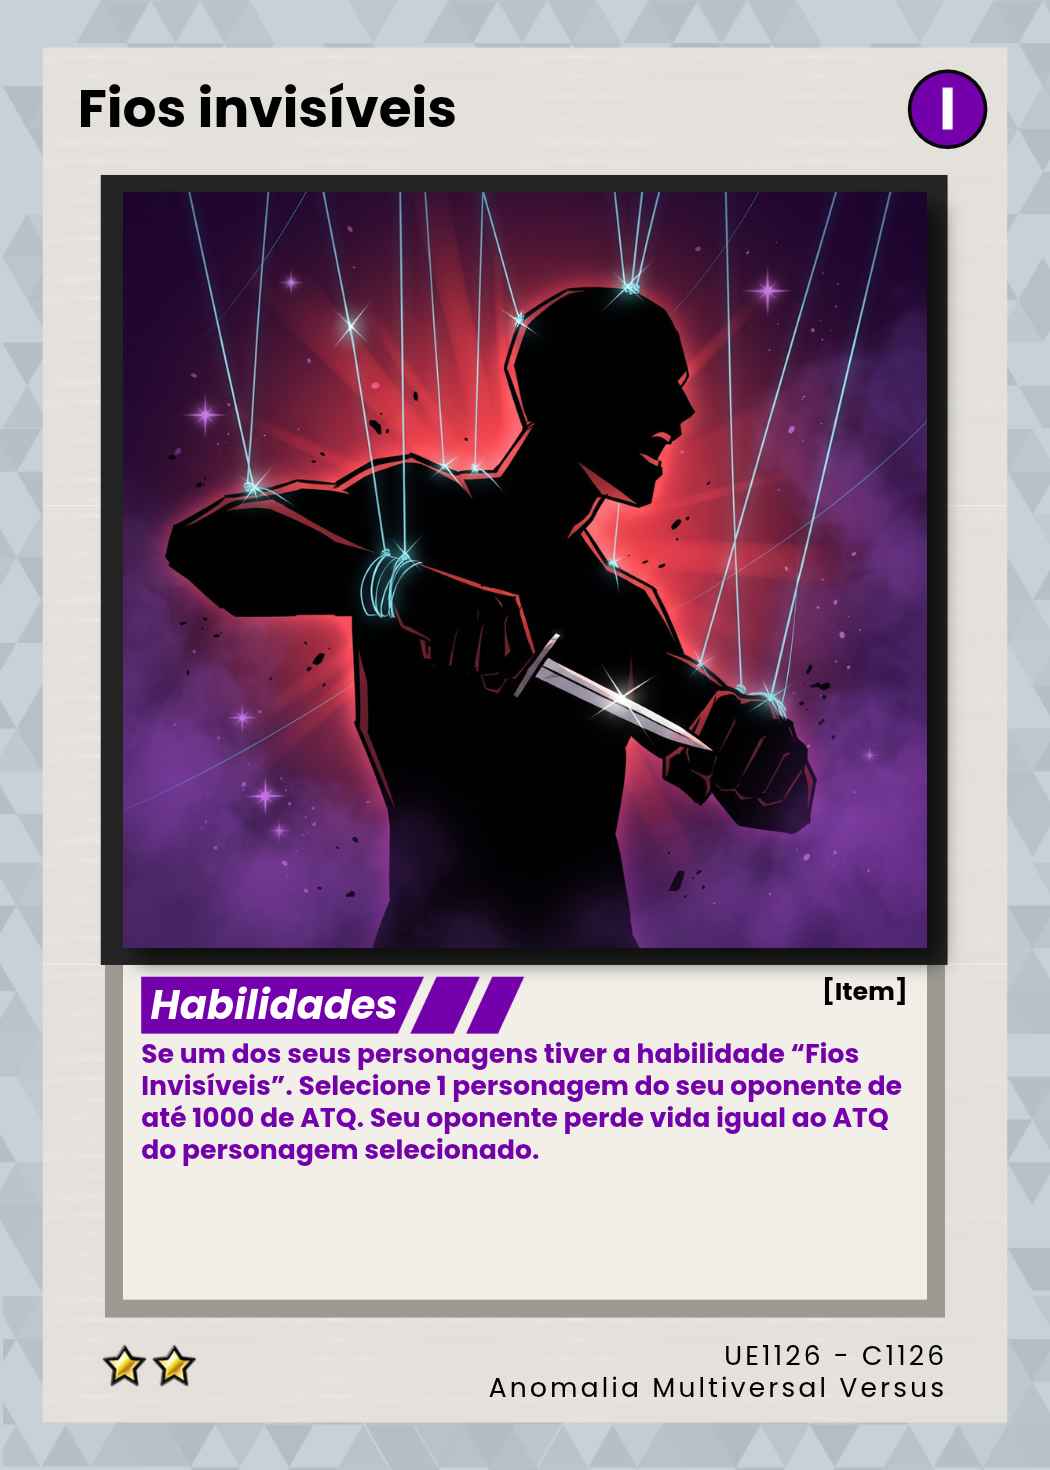 Fios invisíveis
I
Habilidades
[Item]
Se um dos seus personagens tiver a habilidade “Fios
Invisíveis”. Selecione 1 personagem do seu oponente de
até 1000 de ATQ. Seu oponente perde vida igual ao ATQ
do personagem selecionado.
UE1126 - C1126
Anomalia Multiversal Versus